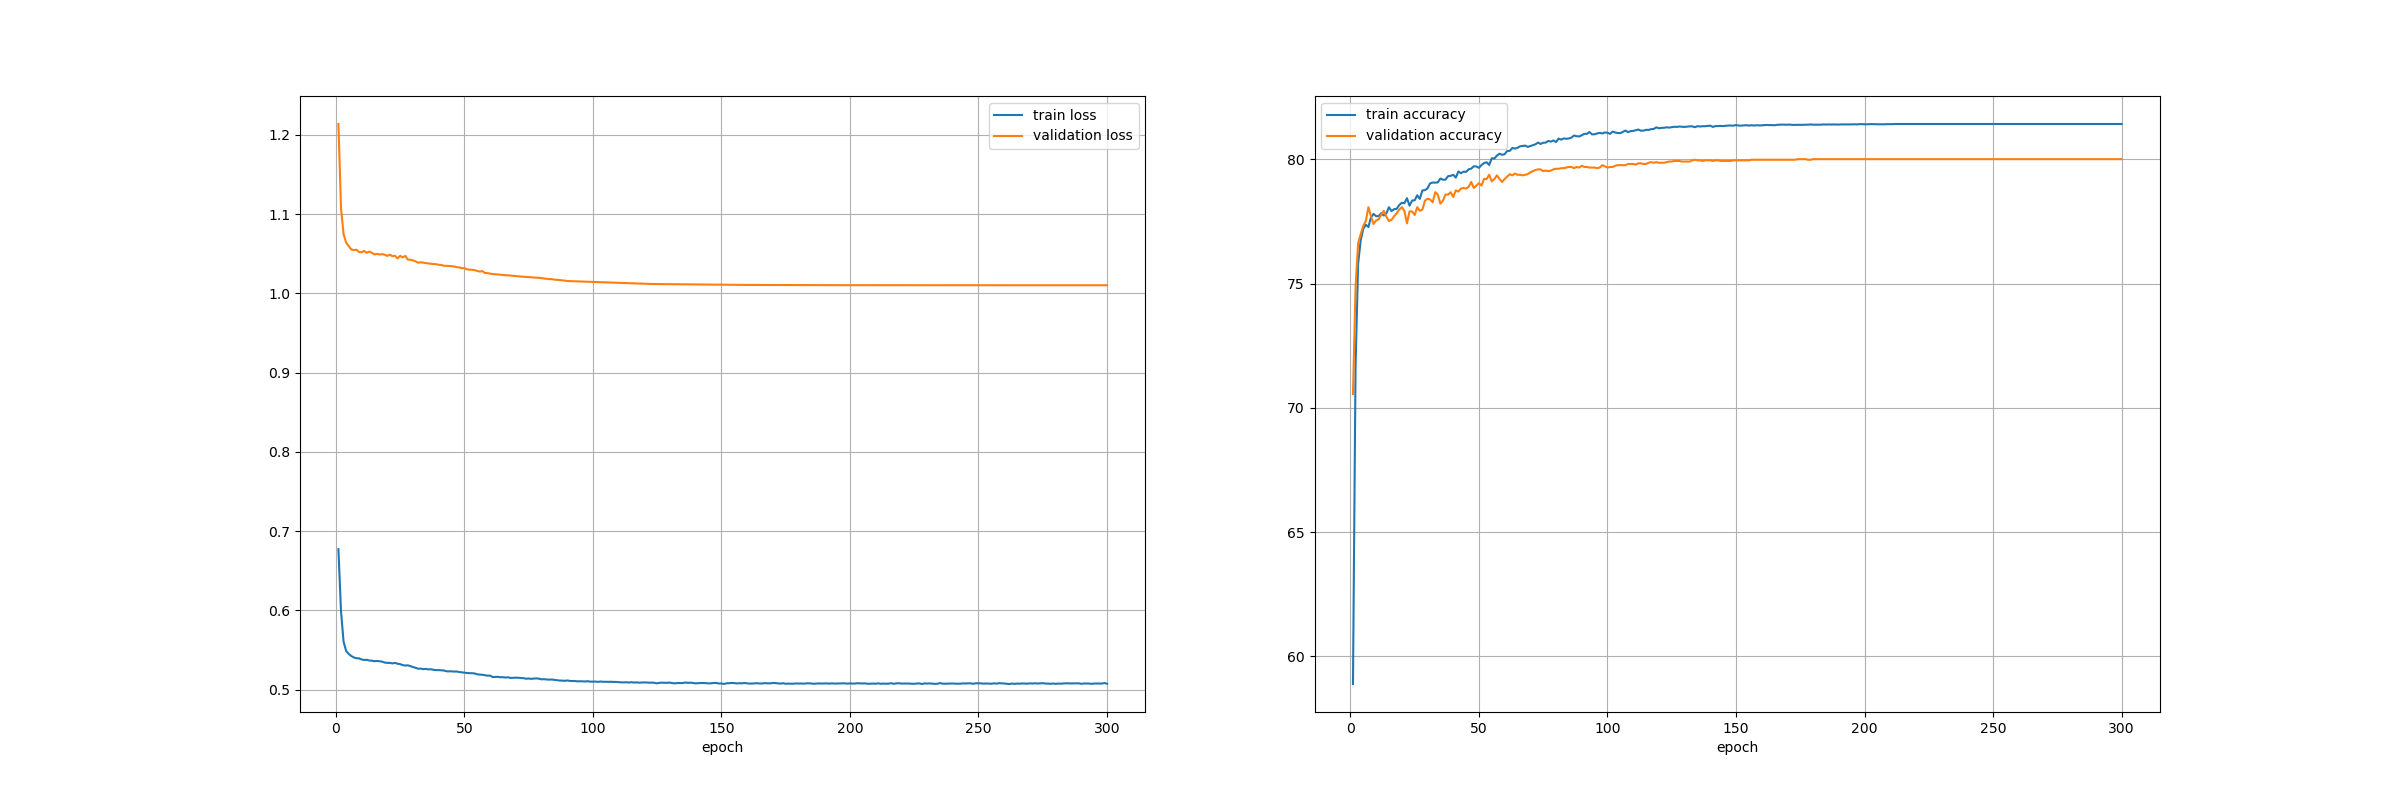 train loss
validation loss
1.2
1.1
1.0
0.9
0.8
0.7
0.6
0.5
0 50 100 150 200 250 300
epoch
train accuracy
validation accuracy
80
75
70
65
60
0 50 100 150 200 250 300
epoch